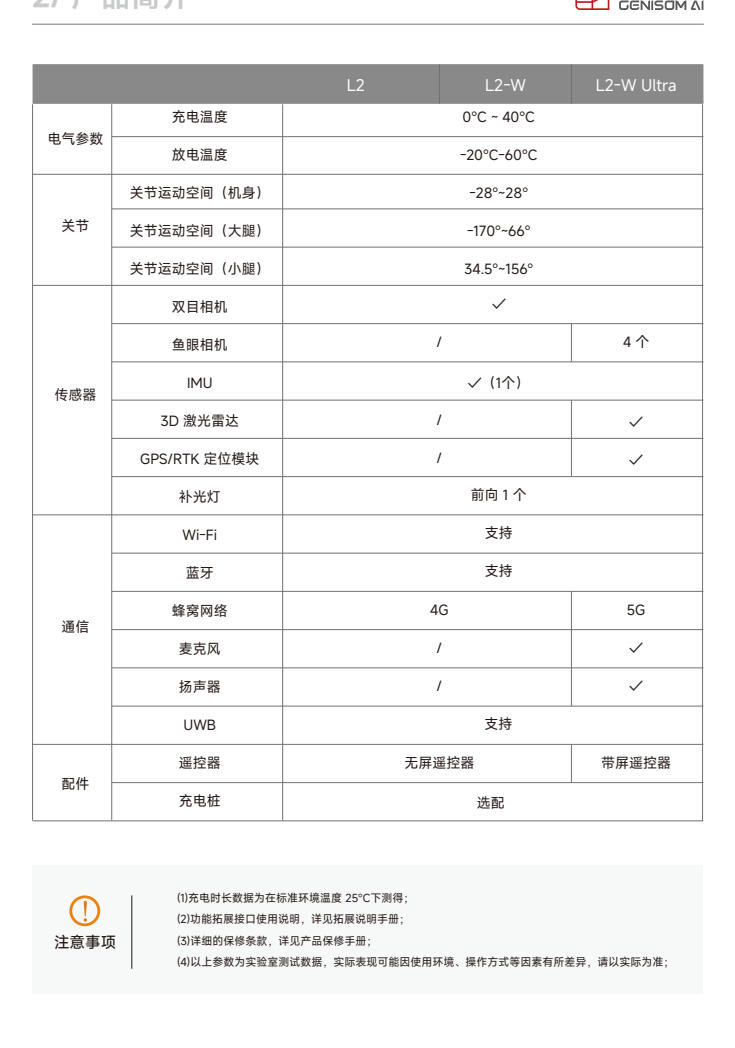 2/ 产品简介
GENISOM AI
L2 L2-W L2-W Ultra
电气参数
充电温度 0°C ~ 40°C
放电温度 -20°C-60°C
关节
关节运动空间（机身） -28°~28°
关节运动空间（大腿） -170°~66°
关节运动空间（小腿） 34.5°~156°
传感器
双目相机 ✓
鱼眼相机 / 4 个
IMU ✓（1个）
3D 激光雷达 / ✓
GPS/RTK 定位模块 / ✓
补光灯 前向 1 个
通信
Wi-Fi 支持
蓝牙 支持
蜂窝网络 4G 5G
麦克风 / ✓
扬声器 / ✓
UWB 支持
配件
遥控器 无屏遥控器 带屏遥控器
充电桩 选配
注意事项
(1)充电时长数据为在标准环境温度 25°C下测得；
(2)功能拓展接口使用说明，详见拓展说明手册；
(3)详细的保修条款，详见产品保修手册；
(4)以上参数为实验室测试数据，实际表现可能因使用环境、操作方式等因素有所差异，请以实际为准；